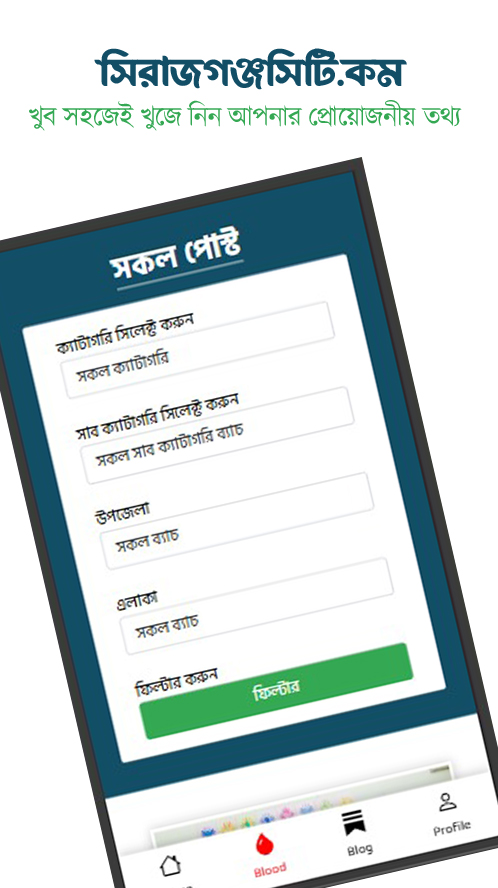 সিরাজগঞ্জসিটি.কম
খুব সহজেই খুজে নিন আপনার প্রোয়োজনীয় তথ্য
সকল পোস্ট
ক্যাটাগরি সিলেক্ট করুন
সকল ক্যাটাগরি
সাব ক্যাটাগরি সিলেক্ট করুন
সকল সাব ক্যাটাগরি ব্যাচ
উপজেলা
সকল ব্যাচ
এলাকা
সকল ব্যাচ
ফিল্টার করুন
ফিল্টার
Blood
Blog
Profile